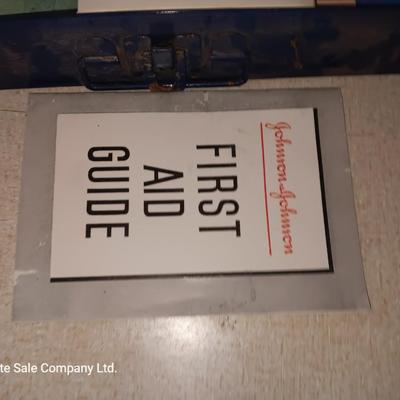 Johnson & Johnson
FIRST
AID
GUIDE
te Sale Company Ltd.